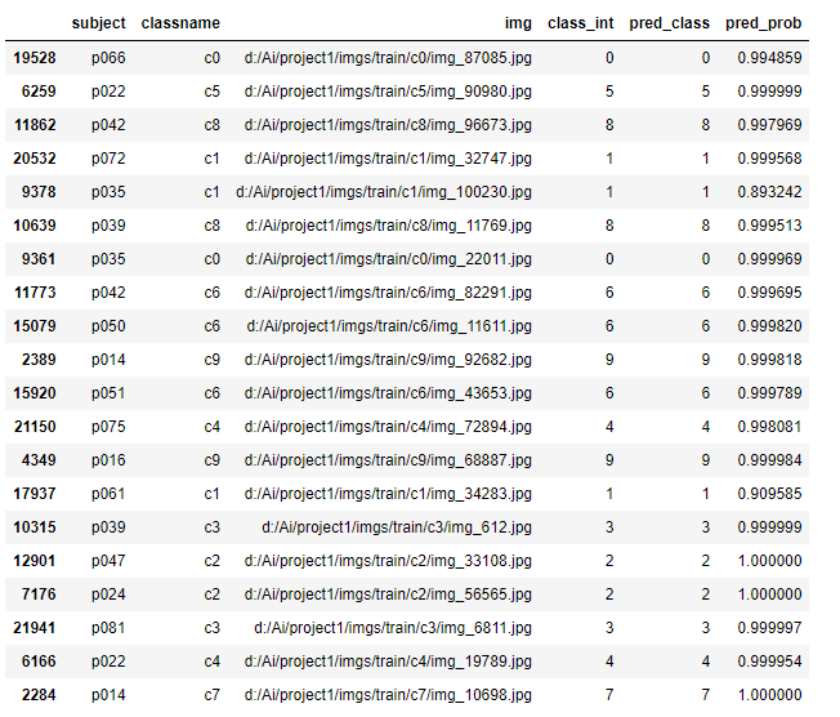 subject classname img class_int pred_class pred_prob
19528 p066 c0 d:/Ai/project1/imgs/train/c0/img_87085.jpg 0 0 0.994859
6259 p022 c5 d:/Ai/project1/imgs/train/c5/img_90980.jpg 5 5 0.999999
11862 p042 c8 d:/Ai/project1/imgs/train/c8/img_96673.jpg 8 8 0.997969
20532 p072 c1 d:/Ai/project1/imgs/train/c1/img_32747.jpg 1 1 0.999568
9378 p035 c1 d:/Ai/project1/imgs/train/c1/img_100230.jpg 1 1 0.893242
10639 p039 c8 d:/Ai/project1/imgs/train/c8/img_11769.jpg 8 8 0.999513
9361 p035 c0 d:/Ai/project1/imgs/train/c0/img_22011.jpg 0 0 0.999969
11773 p042 c6 d:/Ai/project1/imgs/train/c6/img_82291.jpg 6 6 0.999695
15079 p050 c6 d:/Ai/project1/imgs/train/c6/img_11611.jpg 6 6 0.999820
2389 p014 c9 d:/Ai/project1/imgs/train/c9/img_92682.jpg 9 9 0.999818
15920 p051 c6 d:/Ai/project1/imgs/train/c6/img_43653.jpg 6 6 0.999789
21150 p075 c4 d:/Ai/project1/imgs/train/c4/img_72894.jpg 4 4 0.998081
4349 p016 c9 d:/Ai/project1/imgs/train/c9/img_68887.jpg 9 9 0.999984
17937 p061 c1 d:/Ai/project1/imgs/train/c1/img_34283.jpg 1 1 0.909585
10315 p039 c3 d:/Ai/project1/imgs/train/c3/img_612.jpg 3 3 0.999999
12901 p047 c2 d:/Ai/project1/imgs/train/c2/img_33108.jpg 2 2 1.000000
7176 p024 c2 d:/Ai/project1/imgs/train/c2/img_56565.jpg 2 2 1.000000
21941 p081 c3 d:/Ai/project1/imgs/train/c3/img_6811.jpg 3 3 0.999997
6166 p022 c4 d:/Ai/project1/imgs/train/c4/img_19789.jpg 4 4 0.999954
2284 p014 c7 d:/Ai/project1/imgs/train/c7/img_10698.jpg 7 7 1.000000